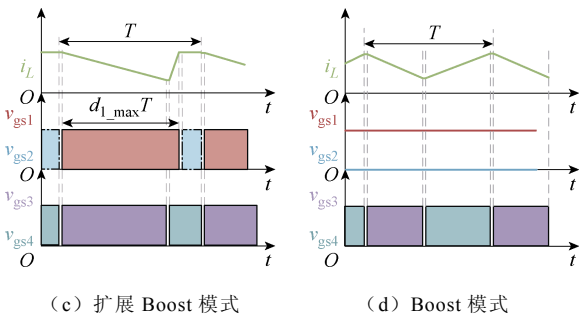 T
i_L
O
t
v_gs1
d_1_max T
v_gs2
O
t
v_gs3
v_gs4
O
t
(c) 扩展 Boost 模式
T
i_L
O
t
v_gs1
v_gs2
O
t
v_gs3
v_gs4
O
t
(d) Boost 模式